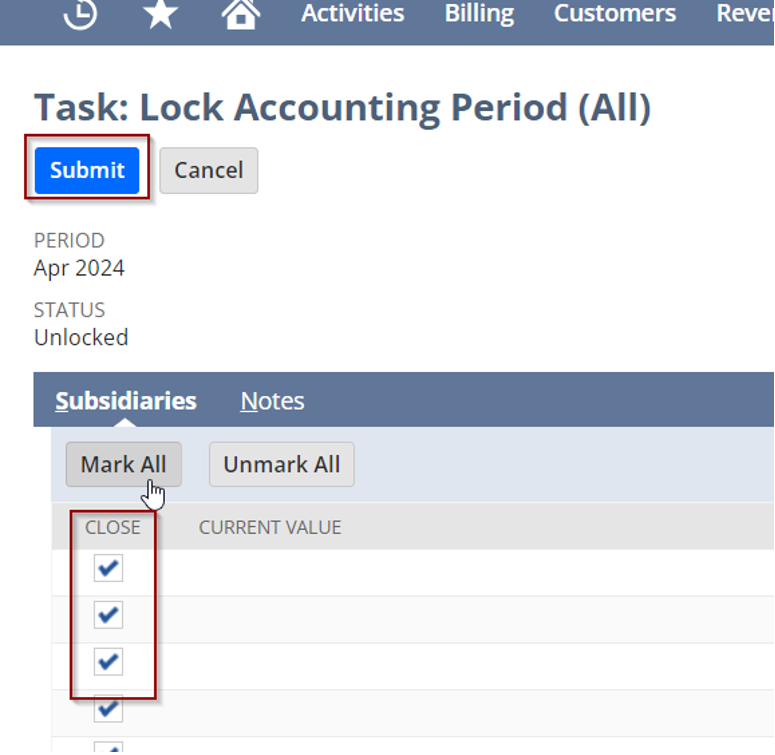 Activities Billing Customers
Task: Lock Accounting Period (All)
Submit Cancel
PERIOD
Apr 2024
STATUS
Unlocked
Subsidiaries Notes
Mark All Unmark All
CLOSE CURRENT VALUE